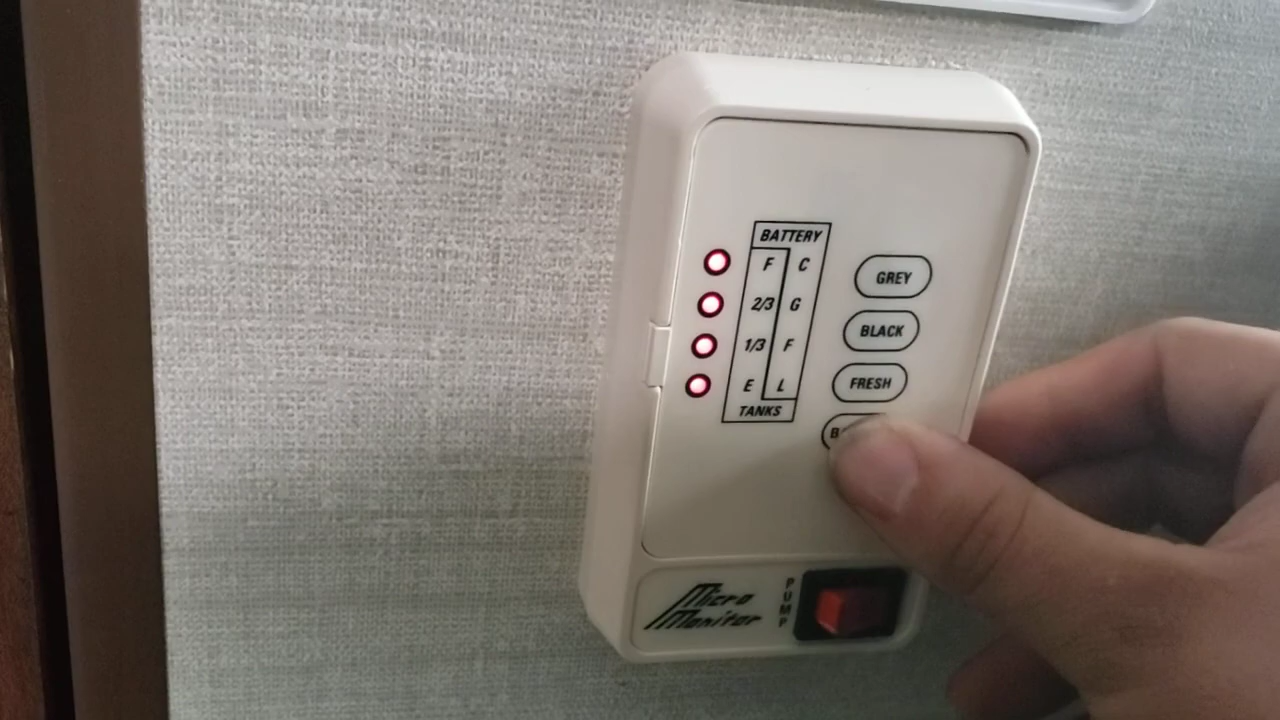 BATTERY
F C
2/3 G
1/3 F
E L
TANKS
GREY
BLACK
FRESH
Micro
Monitor
PUMP